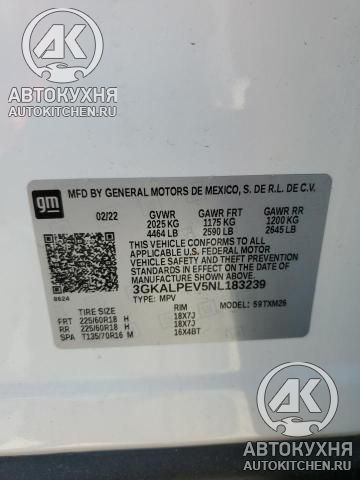 АК
АВТОКУХНЯ
AUTOKITCHEN.RU
gm
MFD BY GENERAL MOTORS DE MEXICO, S. DE R.L. DE C.V.
02/22 GVWR GAWR FRT GAWR RR
2025 KG 1175 KG 1200 KG
4464 LB 2590 LB 2645 LB
THIS VEHICLE CONFORMS TO ALL
APPLICABLE U.S. FEDERAL MOTOR
VEHICLE SAFETY, BUMPER, AND
THEFT PREVENTION STANDARDS IN
EFFECT ON THE DATE OF
MANUFACTURE SHOWN ABOVE.
8624
3GKALPEV5NL183239
TYPE: MPV MODEL: 59TXM26
TIRE SIZE RIM
FRT 225/60R18 H 18X7J
RR 225/60R18 H 18X7J
SPA T135/70R16 M 16X4BT
АК
АВТОКУХНЯ
AUTOKITCHEN.RU